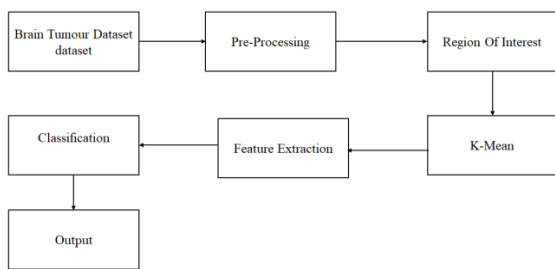 Brain Tumour Dataset
dataset
Pre-Processing
Region Of Interest
K-Mean
Feature Extraction
Classification
Output